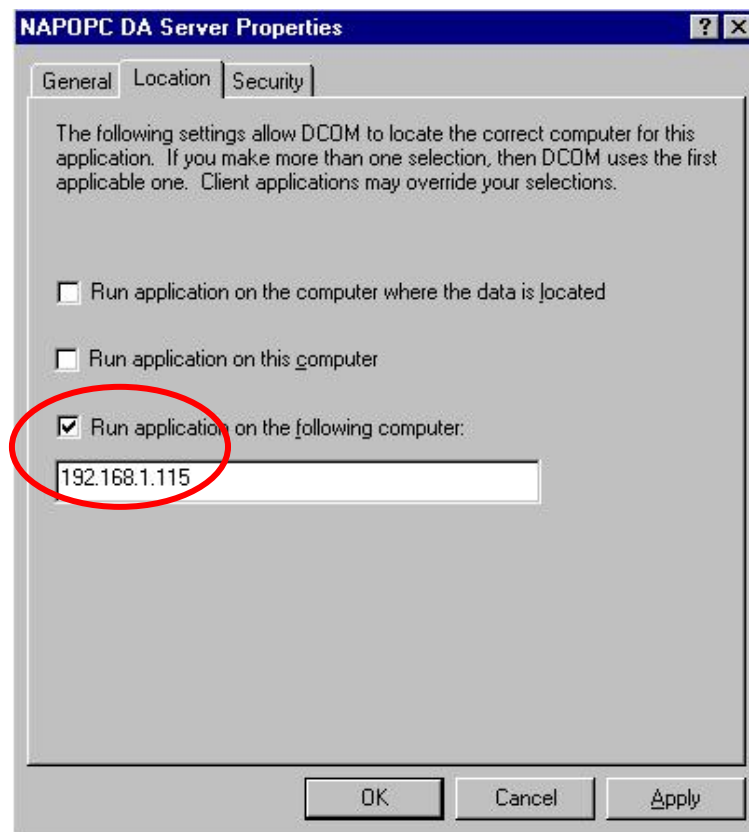 NAPOPC DA Server Properties
General Location Security
The following settings allow DCOM to locate the correct computer for this
application. If you make more than one selection, then DCOM uses the first
applicable one. Client applications may override your selections.
Run application on the computer where the data is located
Run application on this computer
Run application on the following computer:
192.168.1.115
OK Cancel Apply